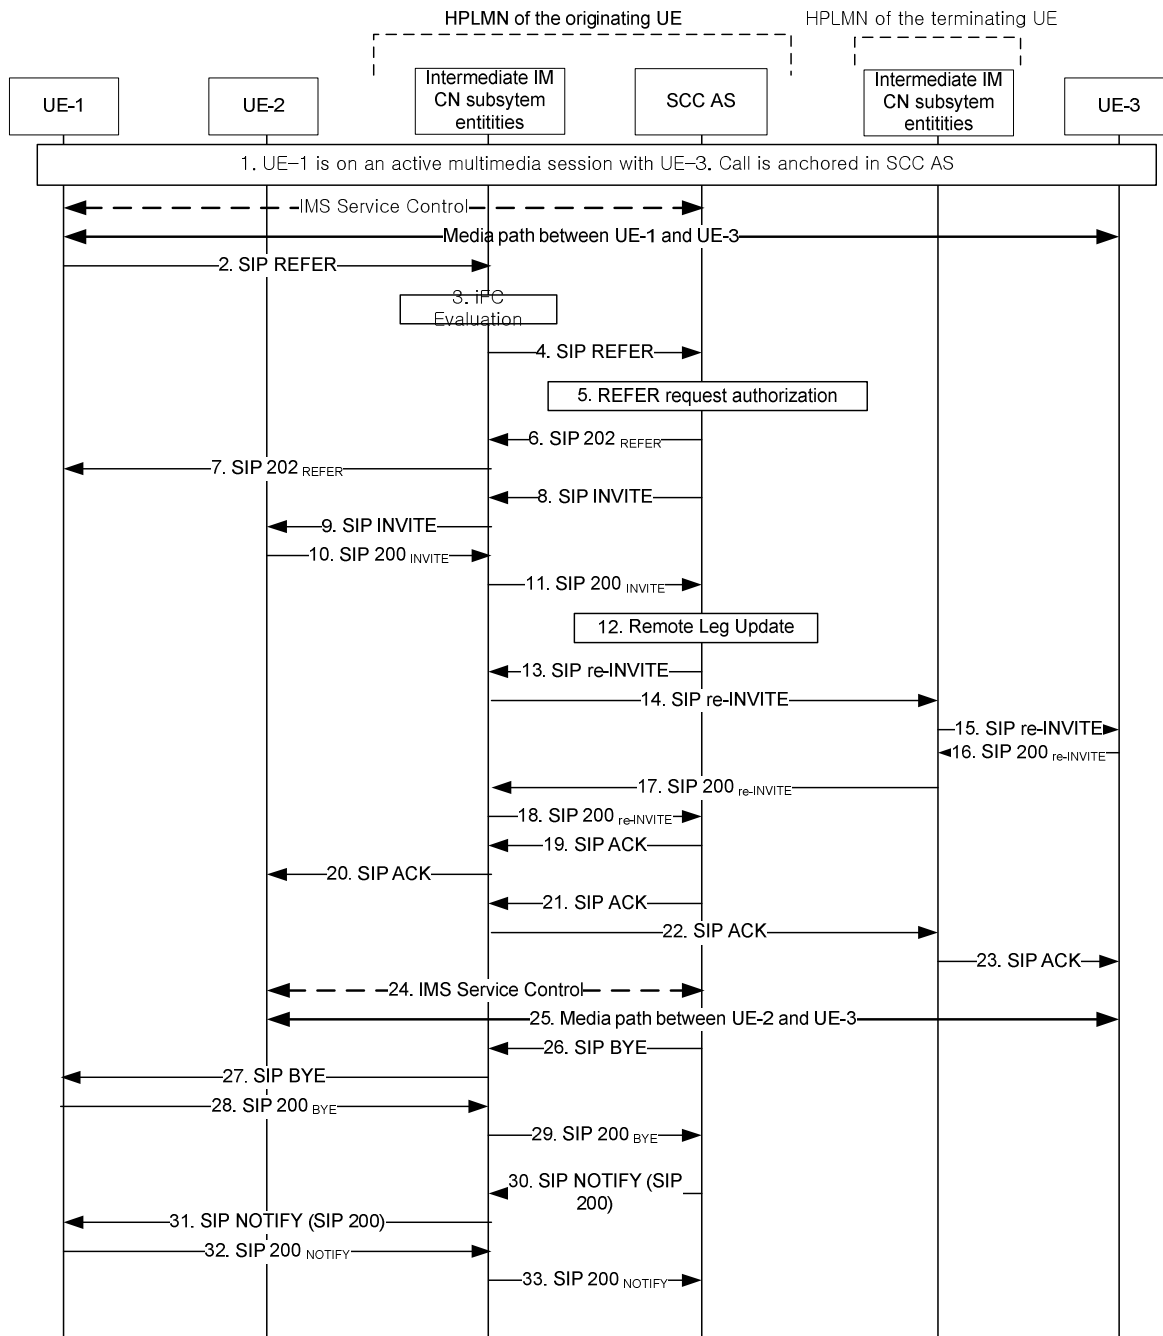 HPLMN of the originating UE
HPLMN of the terminating UE
UE-1
UE-2
Intermediate IM
CN subsytem
entitities
SCC AS
Intermediate IM
CN subsytem
entitities
UE-3
1. UE-1 is on an active multimedia session with UE-3. Call is anchored in SCC AS
IMS Service Control
Media path between UE-1 and UE-3
2. SIP REFER
3. iFC
Evaluation
4. SIP REFER
5. REFER request authorization
6. SIP 202 REFER
7. SIP 202 REFER
8. SIP INVITE
9. SIP INVITE
10. SIP 200 INVITE
11. SIP 200 INVITE
12. Remote Leg Update
13. SIP re-INVITE
14. SIP re-INVITE
15. SIP re-INVITE
16. SIP 200 re-INVITE
17. SIP 200 re-INVITE
18. SIP 200 re-INVITE
19. SIP ACK
20. SIP ACK
21. SIP ACK
22. SIP ACK
23. SIP ACK
24. IMS Service Control
25. Media path between UE-2 and UE-3
26. SIP BYE
27. SIP BYE
28. SIP 200 BYE
29. SIP 200 BYE
30. SIP NOTIFY (SIP
200)
31. SIP NOTIFY (SIP 200)
32. SIP 200 NOTIFY
33. SIP 200 NOTIFY